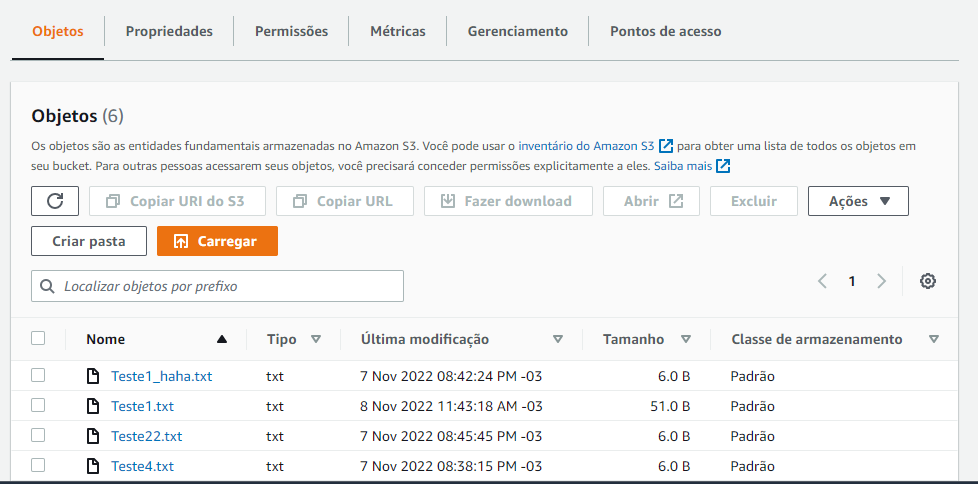 Objetos Propriedades Permissões Métricas Gerenciamento Pontos de acesso
Objetos (6)
Os objetos são as entidades fundamentais armazenadas no Amazon S3. Você pode usar o inventário do Amazon S3 para obter uma lista de todos os objetos em
seu bucket. Para outras pessoas acessarem seus objetos, você precisará conceder permissões explicitamente a eles. Saiba mais
Copiar URI do S3 Copiar URL Fazer download Abrir Excluir Ações
Criar pasta Carregar
Localizar objetos por prefixo 1
Nome Tipo Última modificação Tamanho Classe de armazenamento
Teste1_haha.txt txt 7 Nov 2022 08:42:24 PM -03 6.0 B Padrão
Teste1.txt txt 8 Nov 2022 11:43:18 AM -03 51.0 B Padrão
Teste22.txt txt 7 Nov 2022 08:45:45 PM -03 6.0 B Padrão
Teste4.txt txt 7 Nov 2022 08:38:15 PM -03 6.0 B Padrão